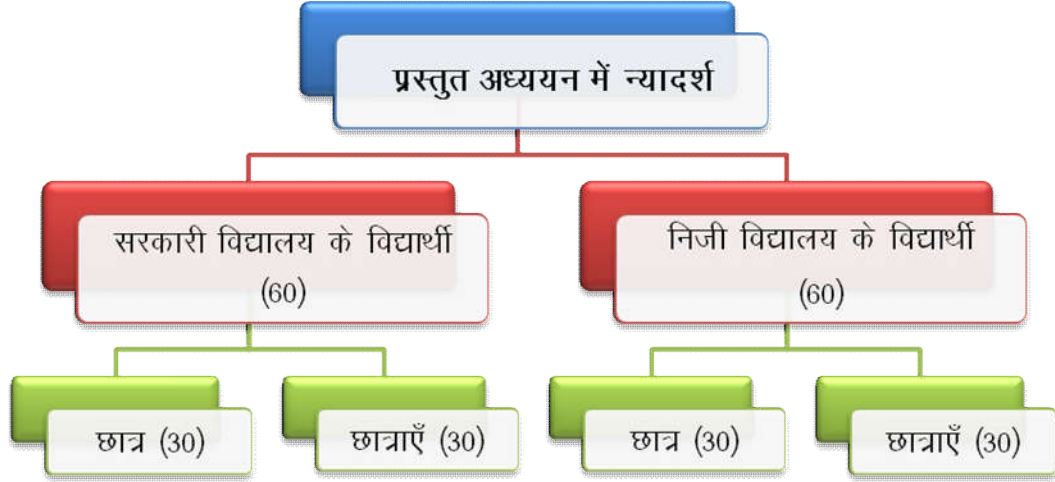 प्रस्तुत अध्ययन में न्यादर्श
सरकारी विद्यालय के विद्यार्थी
(60)
निजी विद्यालय के विद्यार्थी
(60)
छात्र (30)
छात्राएँ (30)
छात्र (30)
छात्राएँ (30)